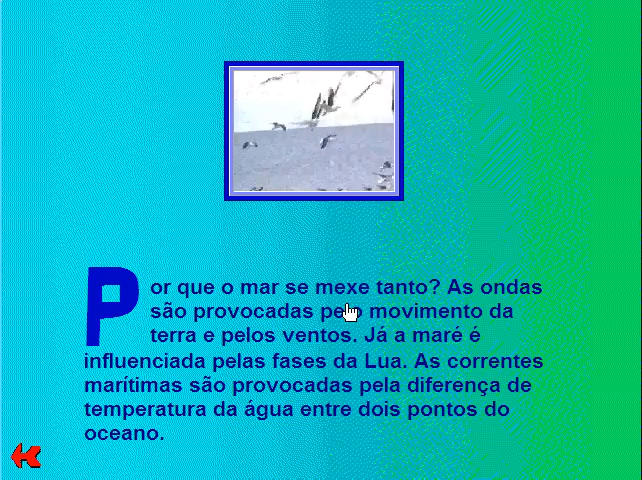 Por que o mar se mexe tanto? As ondas
são provocadas pelo movimento da
terra e pelos ventos. Já a maré é
influenciada pelas fases da Lua. As correntes
marítimas são provocadas pela diferença de
temperatura da água entre dois pontos do
oceano.